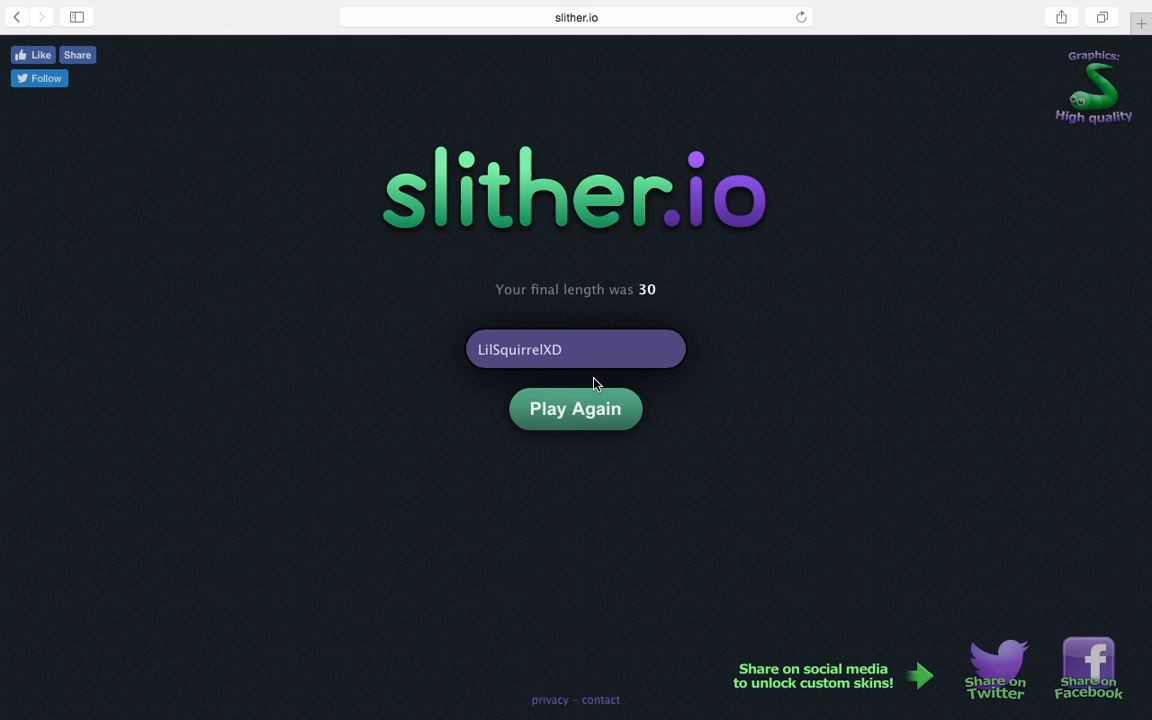 slither.io
Like Share
Follow
Graphics:
High quality
slither.io
Your final length was 30
LilSquirrelXD
Play Again
Share on social media
to unlock custom skins!
Share on
Twitter
Share on
Facebook
privacy - contact